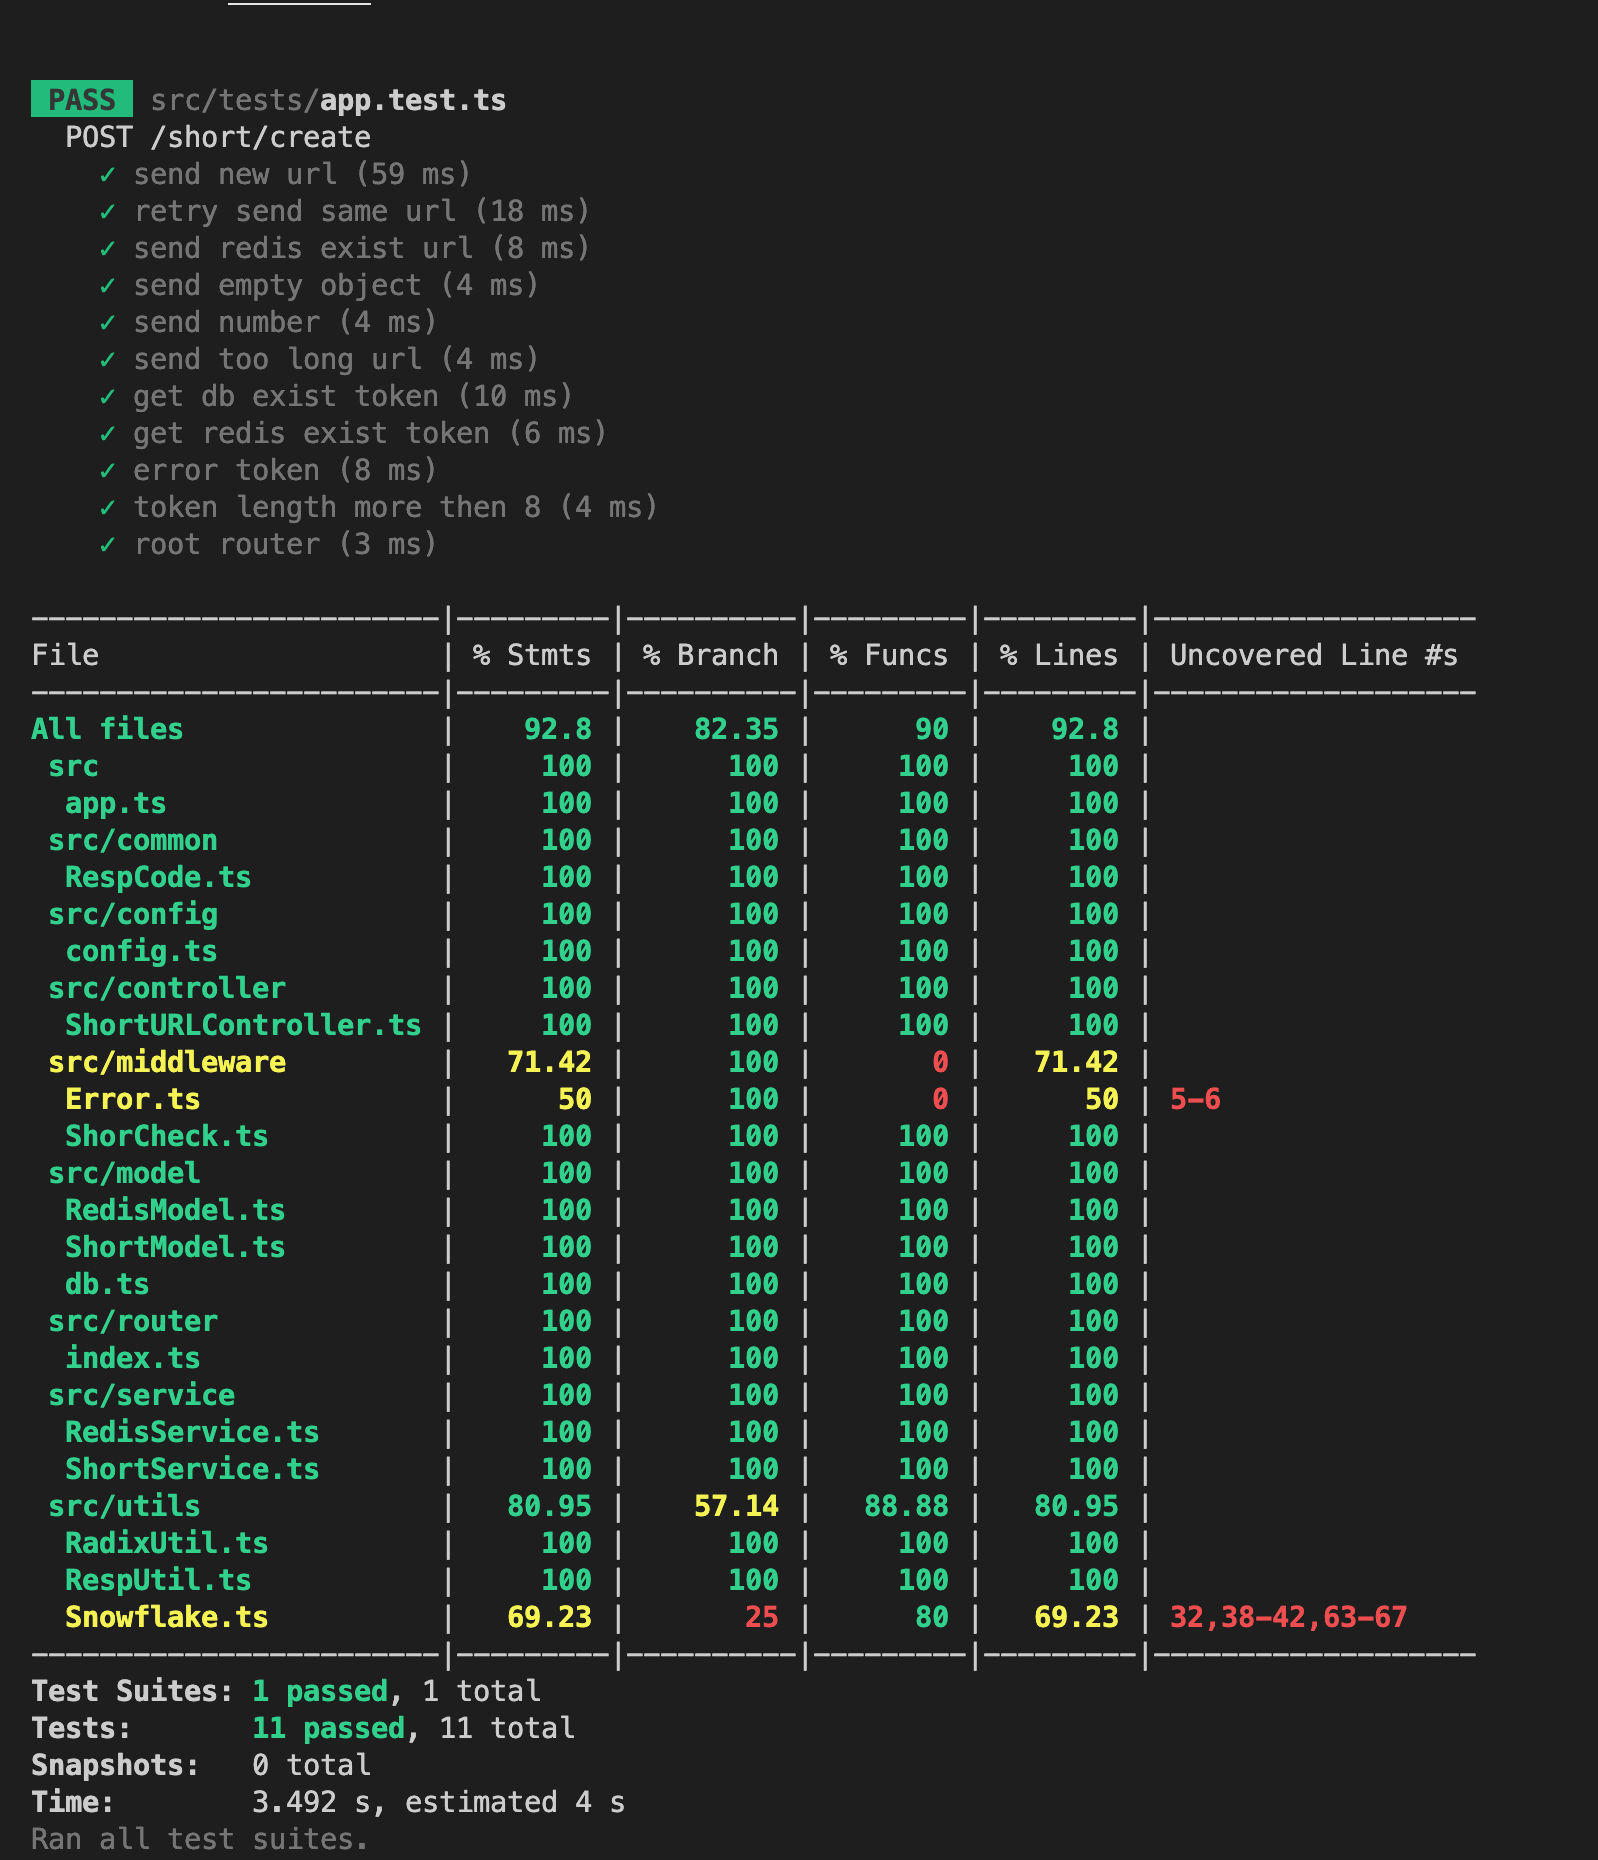 PASS src/tests/app.test.ts
POST /short/create
✓ send new url (59 ms)
✓ retry send same url (18 ms)
✓ send redis exist url (8 ms)
✓ send empty object (4 ms)
✓ send number (4 ms)
✓ send too long url (4 ms)
✓ get db exist token (10 ms)
✓ get redis exist token (6 ms)
✓ error token (8 ms)
✓ token length more then 8 (4 ms)
✓ root router (3 ms)
File | % Stmts | % Branch | % Funcs | % Lines | Uncovered Line #s
All files | 92.8 | 82.35 | 90 | 92.8 |
src | 100 | 100 | 100 | 100 |
app.ts | 100 | 100 | 100 | 100 |
src/common | 100 | 100 | 100 | 100 |
RespCode.ts | 100 | 100 | 100 | 100 |
src/config | 100 | 100 | 100 | 100 |
config.ts | 100 | 100 | 100 | 100 |
src/controller | 100 | 100 | 100 | 100 |
ShortURLController.ts | 100 | 100 | 100 | 100 |
src/middleware | 71.42 | 100 | 0 | 71.42 |
Error.ts | 50 | 100 | 0 | 50 | 5-6
ShorCheck.ts | 100 | 100 | 100 | 100 |
src/model | 100 | 100 | 100 | 100 |
RedisModel.ts | 100 | 100 | 100 | 100 |
ShortModel.ts | 100 | 100 | 100 | 100 |
db.ts | 100 | 100 | 100 | 100 |
src/router | 100 | 100 | 100 | 100 |
index.ts | 100 | 100 | 100 | 100 |
src/service | 100 | 100 | 100 | 100 |
RedisService.ts | 100 | 100 | 100 | 100 |
ShortService.ts | 100 | 100 | 100 | 100 |
src/utils | 80.95 | 57.14 | 88.88 | 80.95 |
RadixUtil.ts | 100 | 100 | 100 | 100 |
RespUtil.ts | 100 | 100 | 100 | 100 |
Snowflake.ts | 69.23 | 25 | 80 | 69.23 | 32,38-42,63-67
Test Suites: 1 passed, 1 total
Tests: 11 passed, 11 total
Snapshots: 0 total
Time: 3.492 s, estimated 4 s
Ran all test suites.